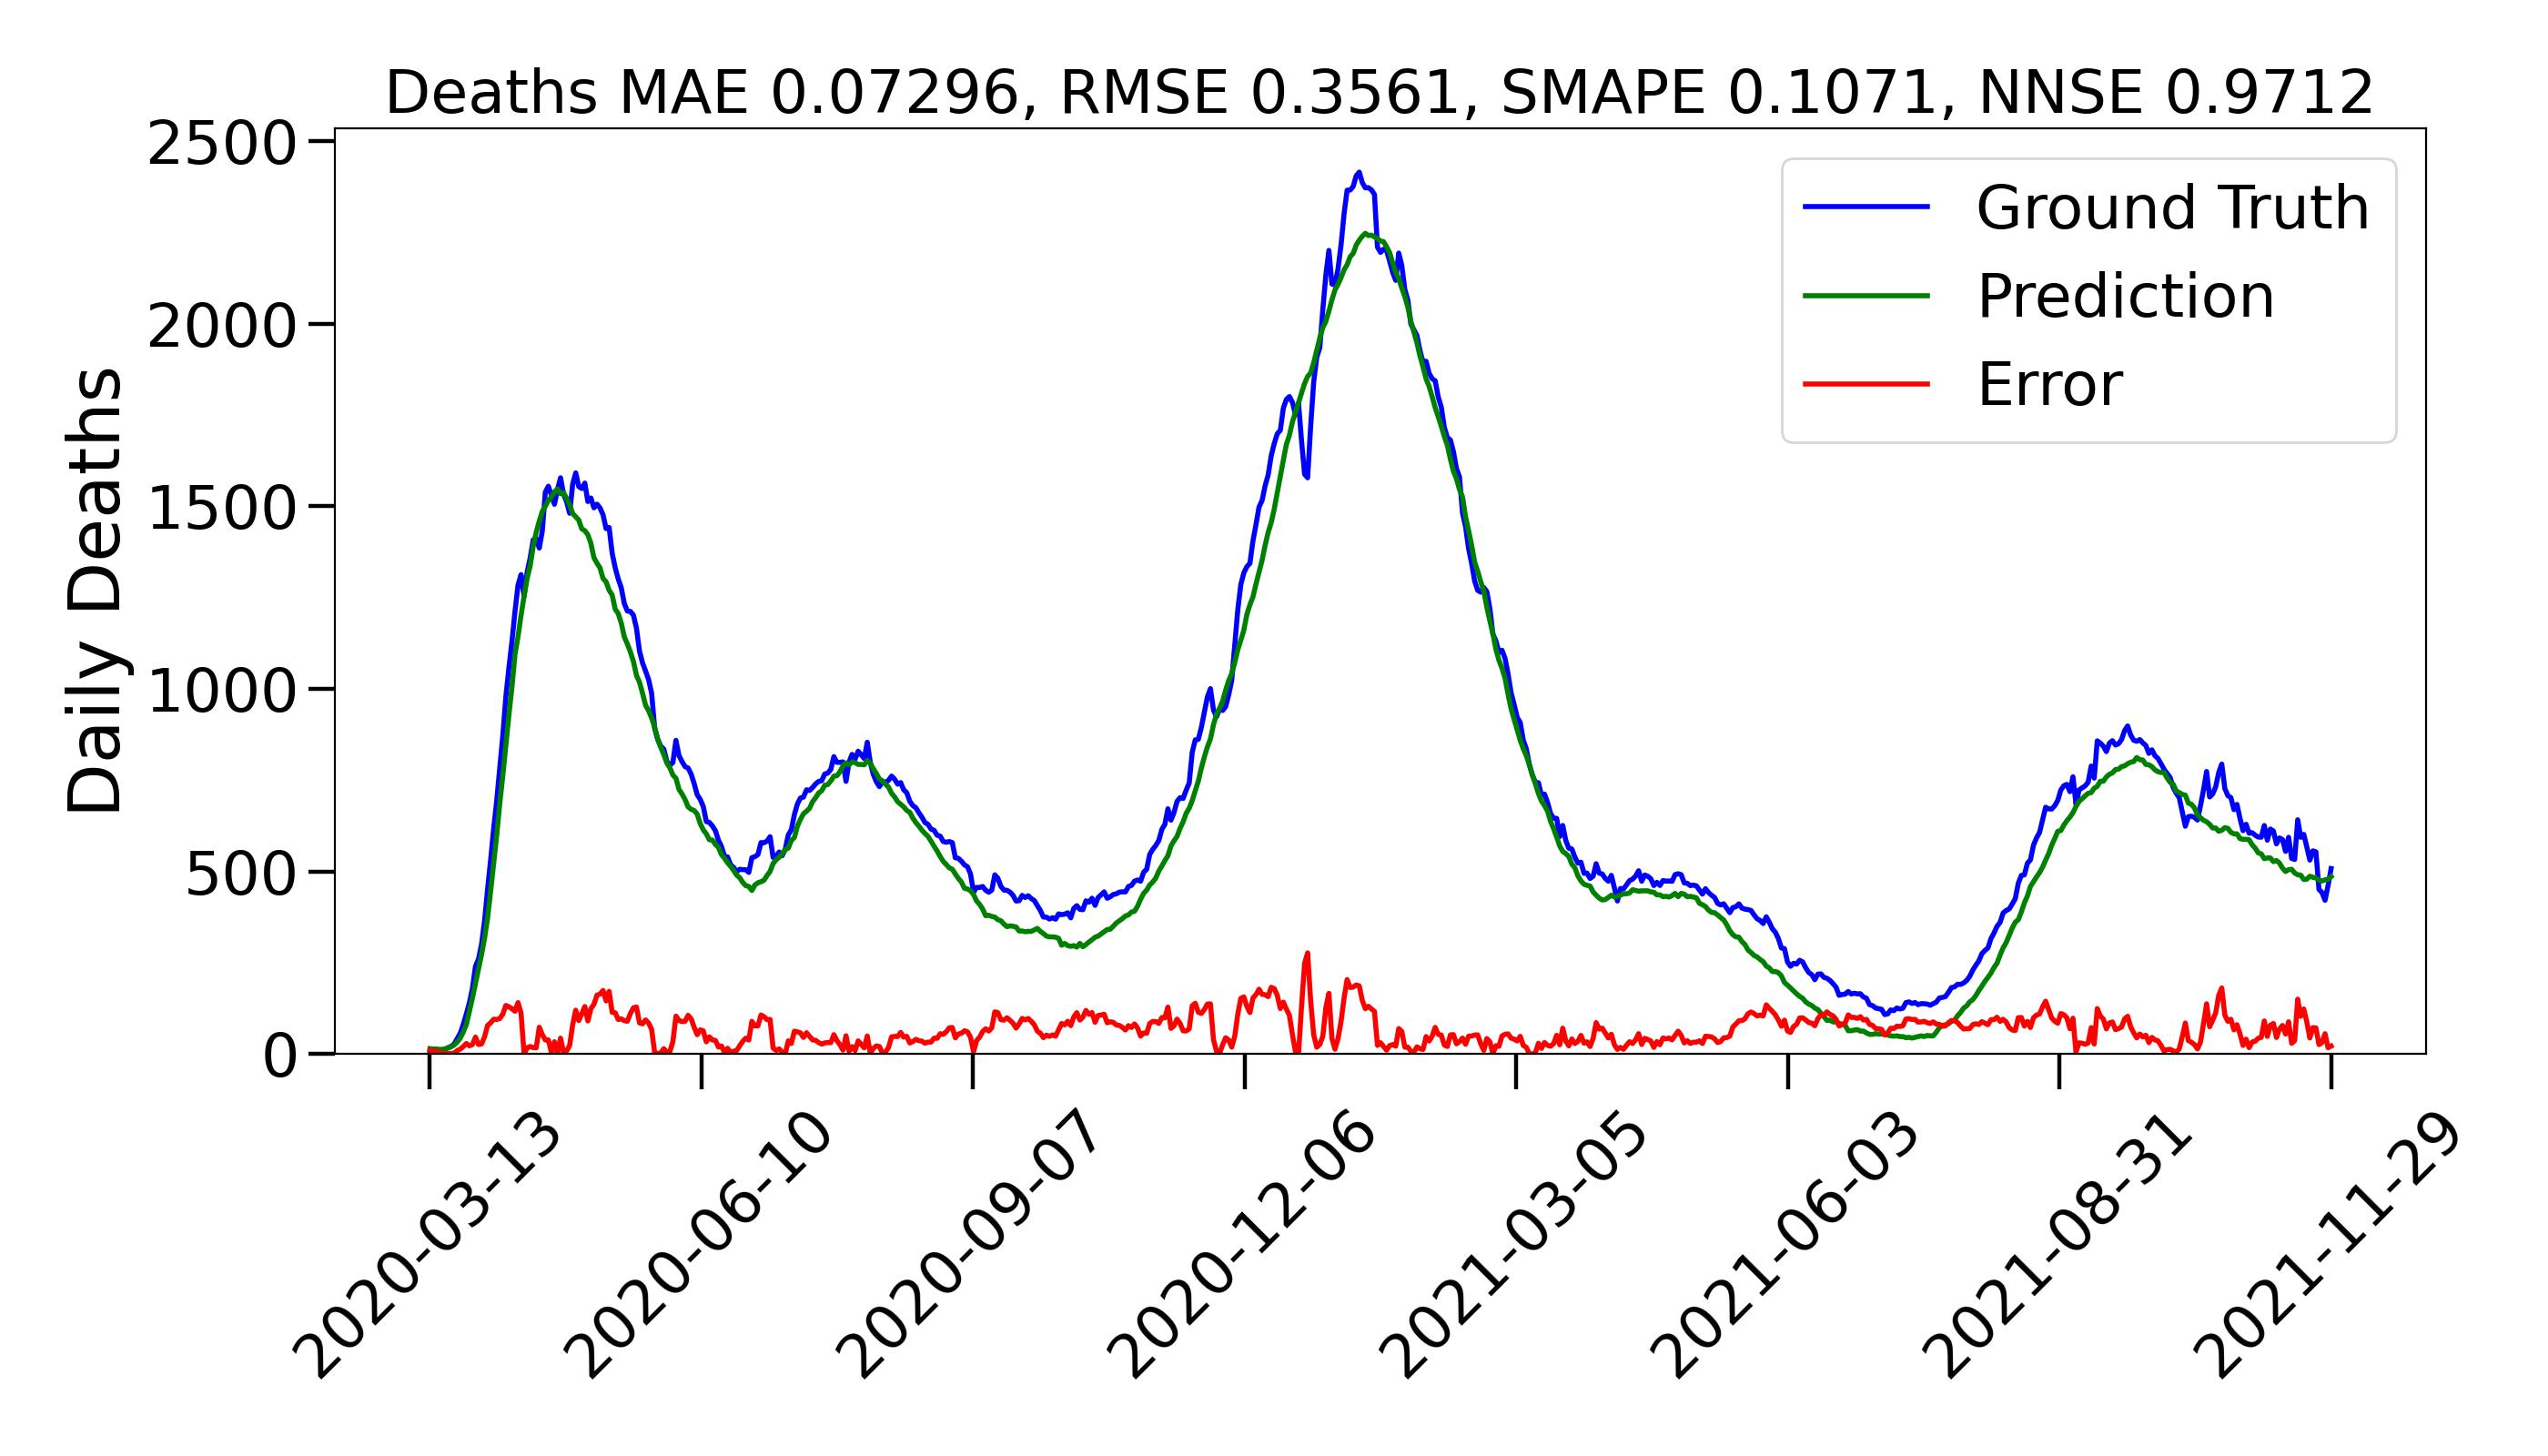 Deaths MAE 0.07296, RMSE 0.3561, SMAPE 0.1071, NNSE 0.9712
Daily Deaths
2500
2000
1500
1000
500
0
Ground Truth
Prediction
Error
2020-03-13
2020-06-10
2020-09-07
2020-12-06
2021-03-05
2021-06-03
2021-08-31
2021-11-29